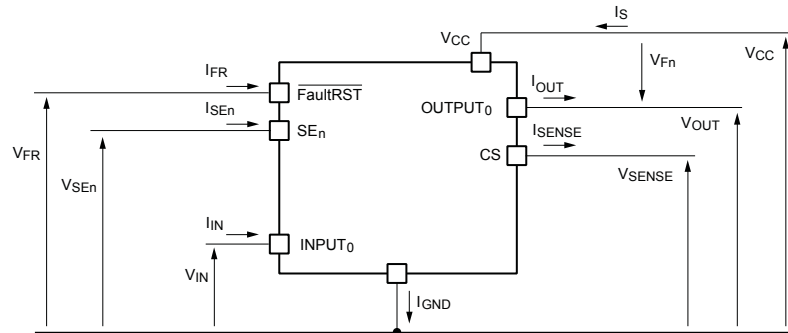 IS
VCC
VFn
VCC
IFR
FaultRST
IOUT
OUTPUT0
ISEn
SEn
ISENSE
CS
VOUT
VFR
VSEn
VSENSE
IIN
INPUT0
VIN
IGND